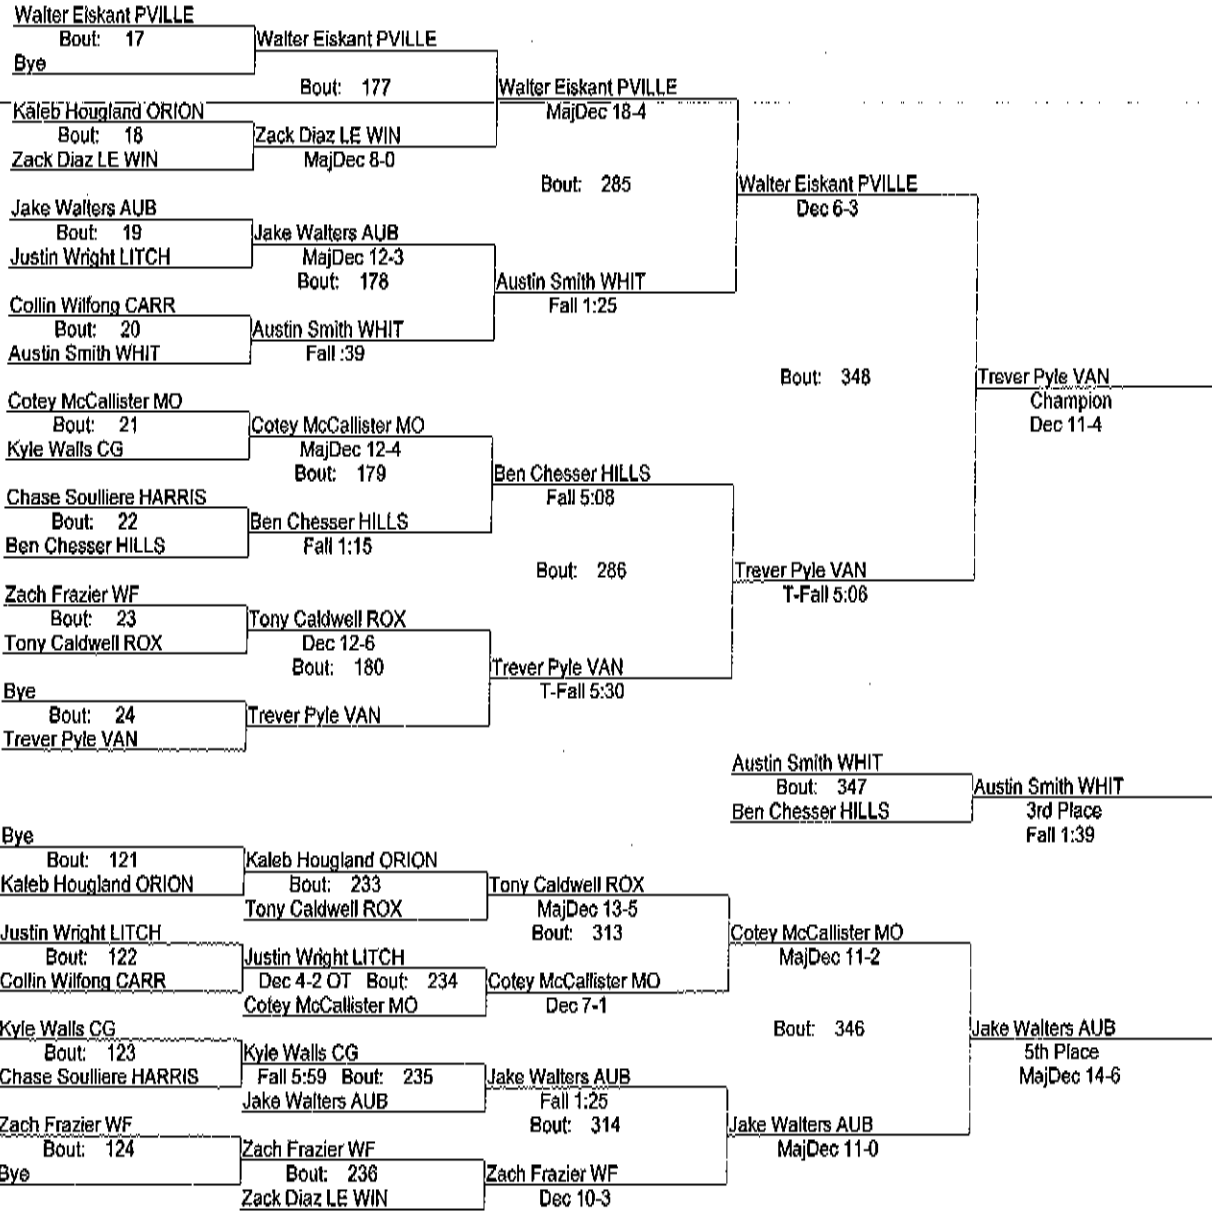 Walter Eiskant PVILLE
Bout: 17
Bye
Walter Eiskant PVILLE
Bout: 177
Kaleb Hougland ORION
Bout: 18
Zack Diaz LE WIN
Zack Diaz LE WIN
MajDec 8-0
Walter Eiskant PVILLE
MajDec 18-4
Bout: 285
Jake Walters AUB
Bout: 19
Justin Wright LITCH
Jake Walters AUB
MajDec 12-3
Bout: 178
Collin Wilfong CARR
Bout: 20
Austin Smith WHIT
Austin Smith WHIT
Fall :39
Austin Smith WHIT
Fall 1:25
Walter Eiskant PVILLE
Dec 6-3
Bout: 348
Cotey McCallister MO
Bout: 21
Kyle Walls CG
Cotey McCallister MO
MajDec 12-4
Bout: 179
Chase Soulliere HARRIS
Bout: 22
Ben Chesser HILLS
Ben Chesser HILLS
Fall 1:15
Ben Chesser HILLS
Fall 5:08
Bout: 286
Zach Frazier WF
Bout: 23
Tony Caldwell ROX
Tony Caldwell ROX
Dec 12-6
Bout: 180
Bye
Bout: 24
Trever Pyle VAN
Trever Pyle VAN
Trever Pyle VAN
T-Fall 5:30
Trever Pyle VAN
T-Fall 5:06
Trever Pyle VAN
Champion
Dec 11-4
Austin Smith WHIT
Bout: 347
Ben Chesser HILLS
Austin Smith WHIT
3rd Place
Fall 1:39
Bye
Bout: 121
Kaleb Hougland ORION
Kaleb Hougland ORION
Bout: 233
Tony Caldwell ROX
Tony Caldwell ROX
MajDec 13-5
Bout: 313
Justin Wright LITCH
Bout: 122
Collin Wilfong CARR
Justin Wright LITCH
Dec 4-2 OT Bout: 234
Cotey McCallister MO
Cotey McCallister MO
Dec 7-1
Cotey McCallister MO
MajDec 11-2
Bout: 346
Kyle Walls CG
Bout: 123
Chase Soulliere HARRIS
Kyle Walls CG
Fall 5:59 Bout: 235
Jake Walters AUB
Jake Walters AUB
Fall 1:25
Bout: 314
Zach Frazier WF
Bout: 124
Bye
Zach Frazier WF
Bout: 236
Zack Diaz LE WIN
Zach Frazier WF
Dec 10-3
Jake Walters AUB
MajDec 11-0
Jake Walters AUB
5th Place
MajDec 14-6